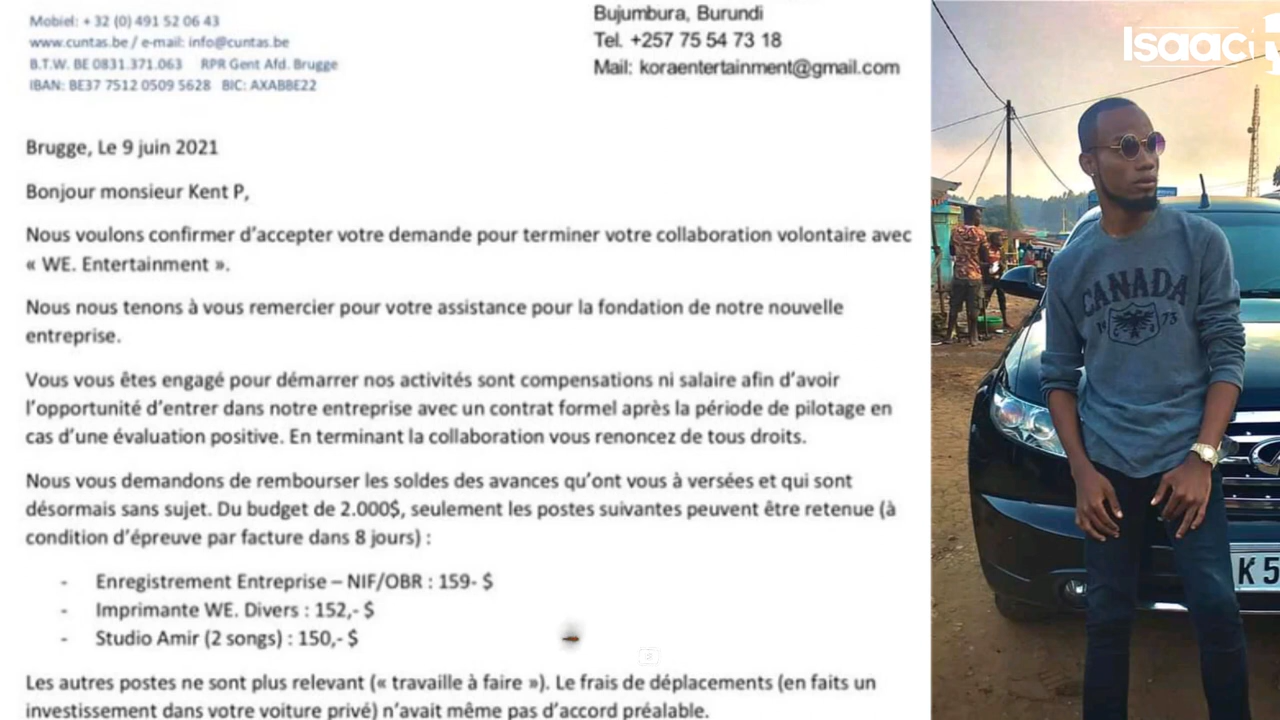 Mobiel: + 32 (0) 491 52 06 43
www.cuntas.be / e-mail: info@cuntas.be
B.T.W. BE 0831.371.063 RPR Gent Afd. Brugge
IBAN: BE37 7512 0509 5628 BIC: AXABBE22
Bujumbura, Burundi
Tel. +257 75 54 73 18
Mail: koraentertainment@gmail.com
Brugge, Le 9 juin 2021
Bonjour monsieur Kent P,
Nous voulons confirmer d’accepter votre demande pour terminer votre collaboration volontaire avec
« WE. Entertainment ».
Nous nous tenons à vous remercier pour votre assistance pour la fondation de notre nouvelle
entreprise.
Vous vous êtes engagé pour démarrer nos activités sont compensations ni salaire afin d’avoir
l’opportunité d’entrer dans notre entreprise avec un contrat formel après la période de pilotage en
cas d’une évaluation positive. En terminant la collaboration vous renoncez de tous droits.
Nous vous demandons de rembourser les soldes des avances qu’ont vous à versées et qui sont
désormais sans sujet. Du budget de 2.000$, seulement les postes suivantes peuvent être retenue (à
condition d’épreuve par facture dans 8 jours) :
- Enregistrement Entreprise – NIF/OBR : 159- $
- Imprimante WE. Divers : 152,- $
- Studio Amir (2 songs) : 150,- $
Les autres postes ne sont plus relevant (« travaille à faire »). Le frais de déplacements (en faits un
investissement dans votre voiture privé) n’avait même pas d’accord préalable.
Isaac
CANADA
19 73
K 5